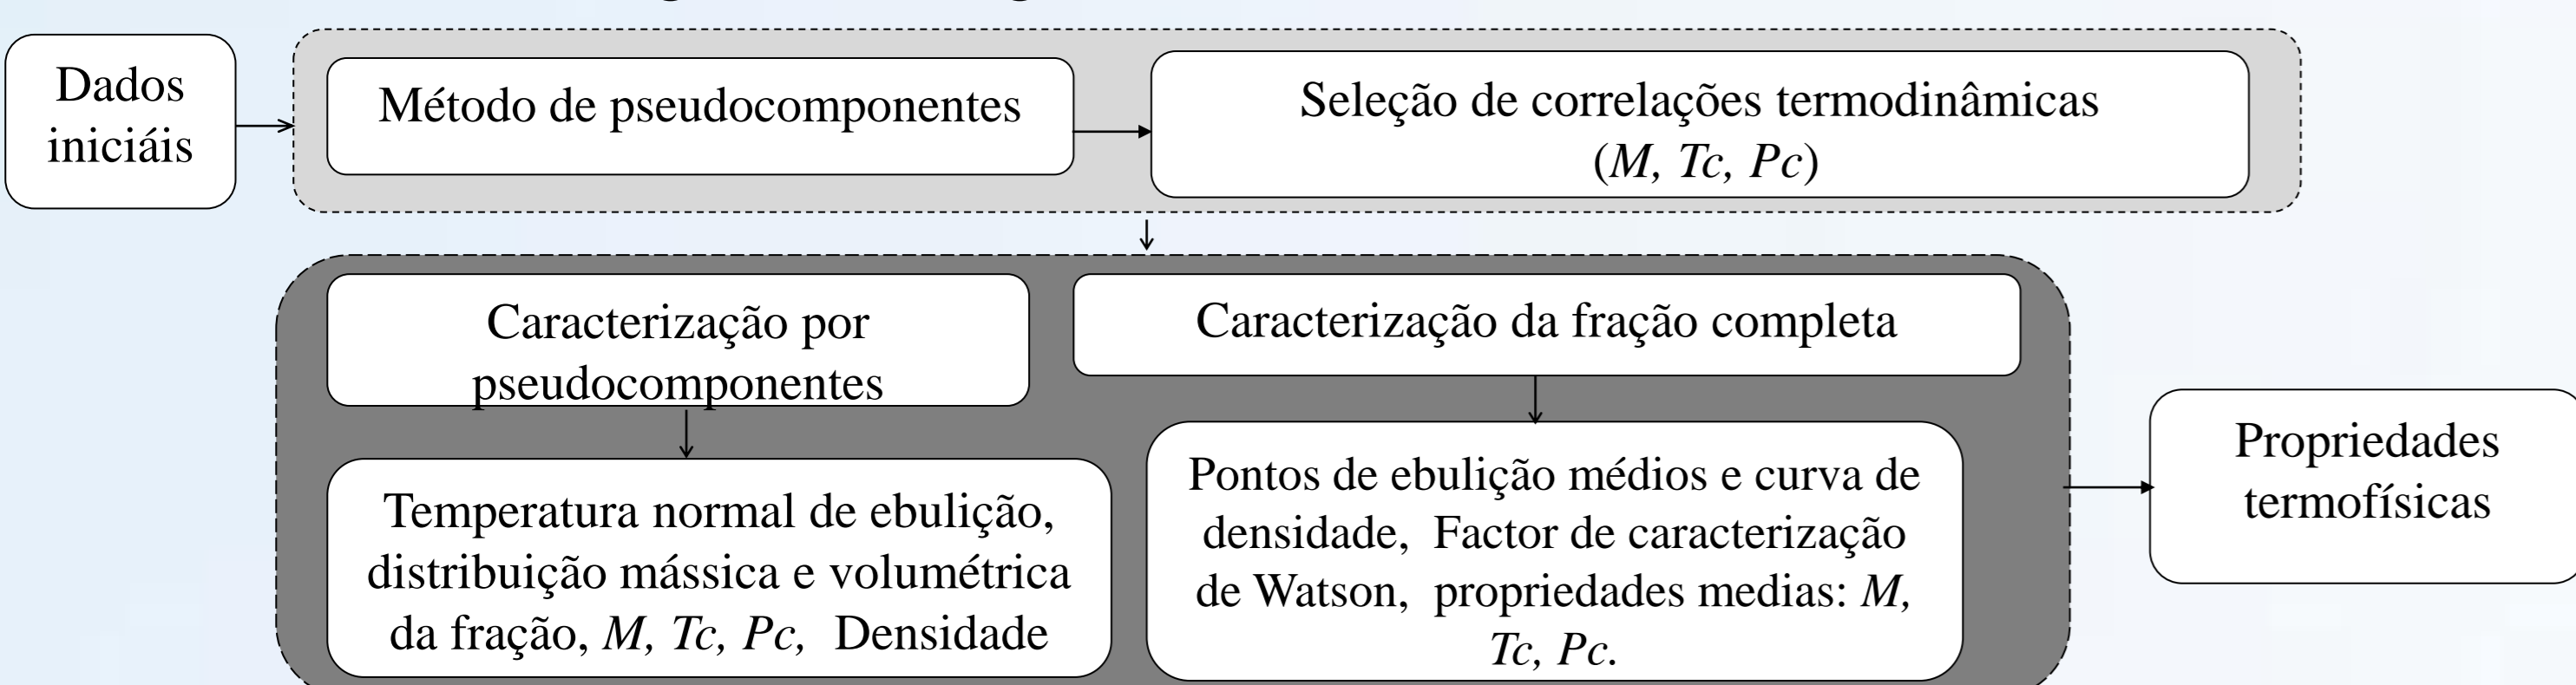 Dados
iniciáis
Método de pseudocomponentes
Seleção de correlações termodinâmicas
(M, Tc, Pc)
Caracterização por
pseudocomponentes
Caracterização da fração completa
Temperatura normal de ebulição,
distribuição mássica e volumétrica
da fração, M, Tc, Pc, Densidade
Pontos de ebulição médios e curva de
densidade, Factor de caracterização
de Watson, propriedades medias: M,
Tc, Pc.
Propriedades
termofísicas